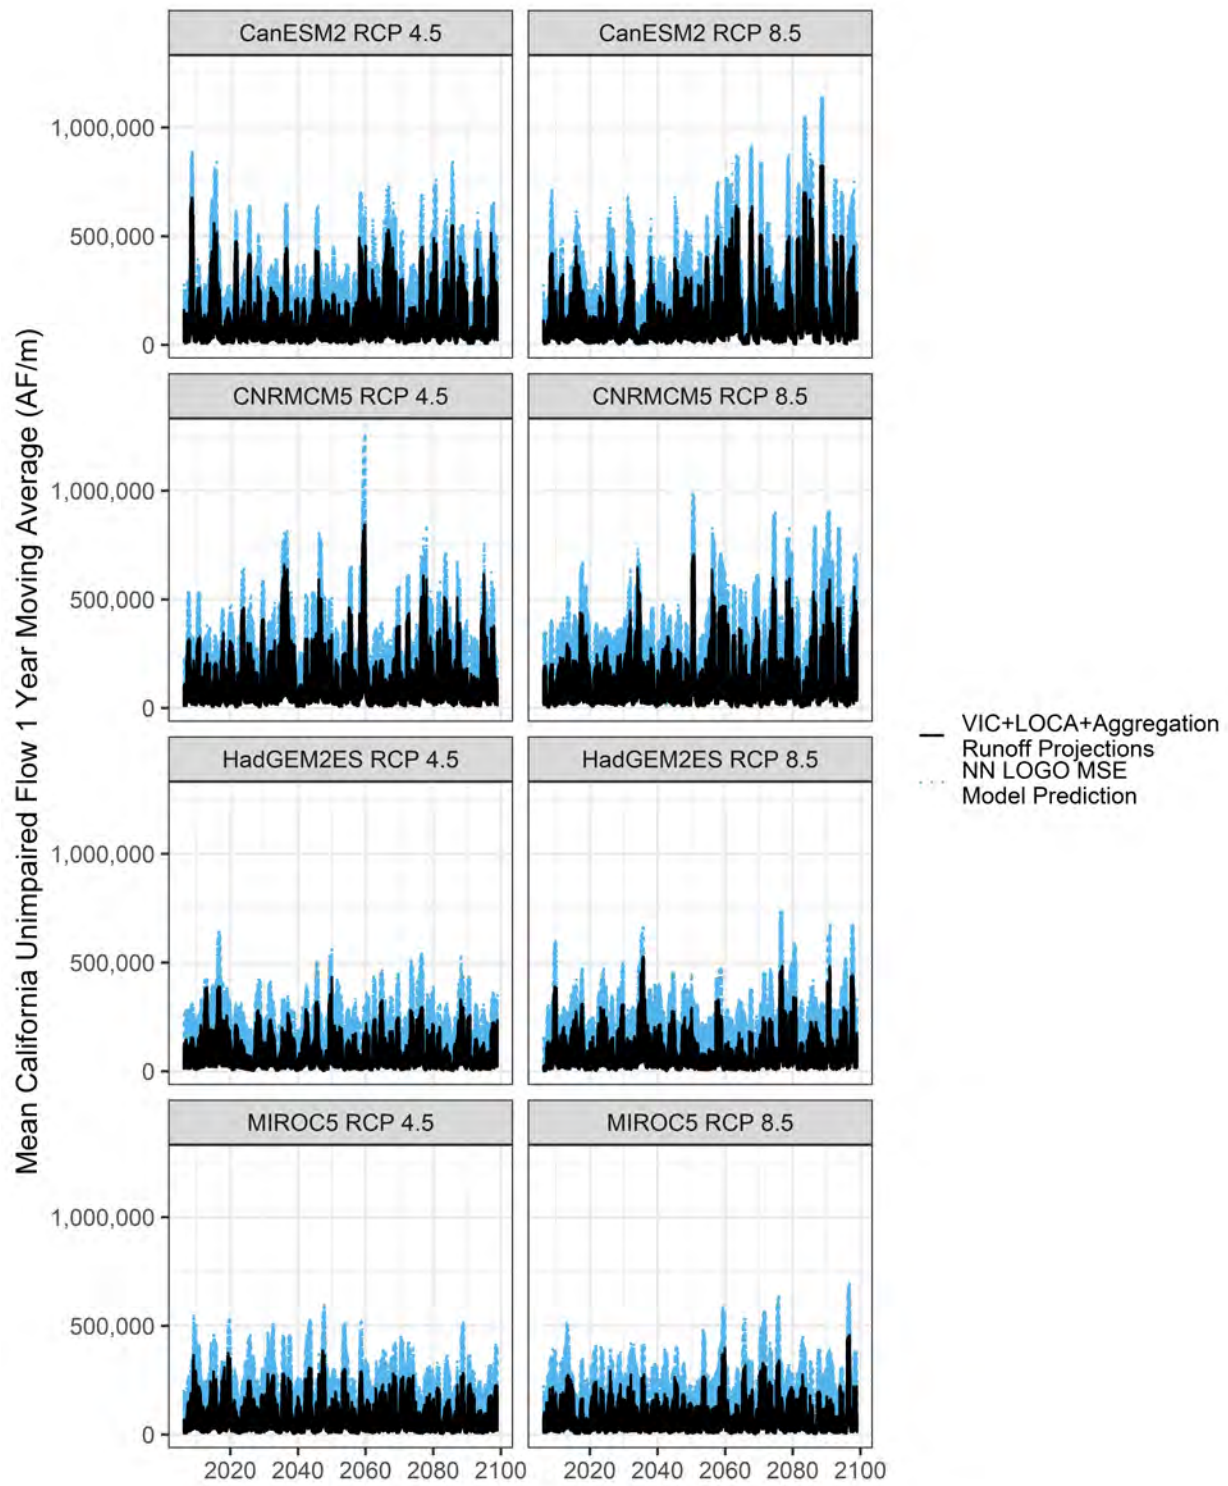 CanESM2 RCP 4.5
CanESM2 RCP 8.5
1,000,000
500,000
0
CNRMCM5 RCP 4.5
CNRMCM5 RCP 8.5
1,000,000
500,000
0
HadGEM2ES RCP 4.5
HadGEM2ES RCP 8.5
1,000,000
500,000
0
MIROC5 RCP 4.5
MIROC5 RCP 8.5
1,000,000
500,000
0
2020 2040 2060 2080 2100
2020 2040 2060 2080 2100
Mean California Unimpaired Flow 1 Year Moving Average (AF/m)
VIC+LOCA+Aggregation
Runoff Projections
NN LOGO MSE
Model Prediction